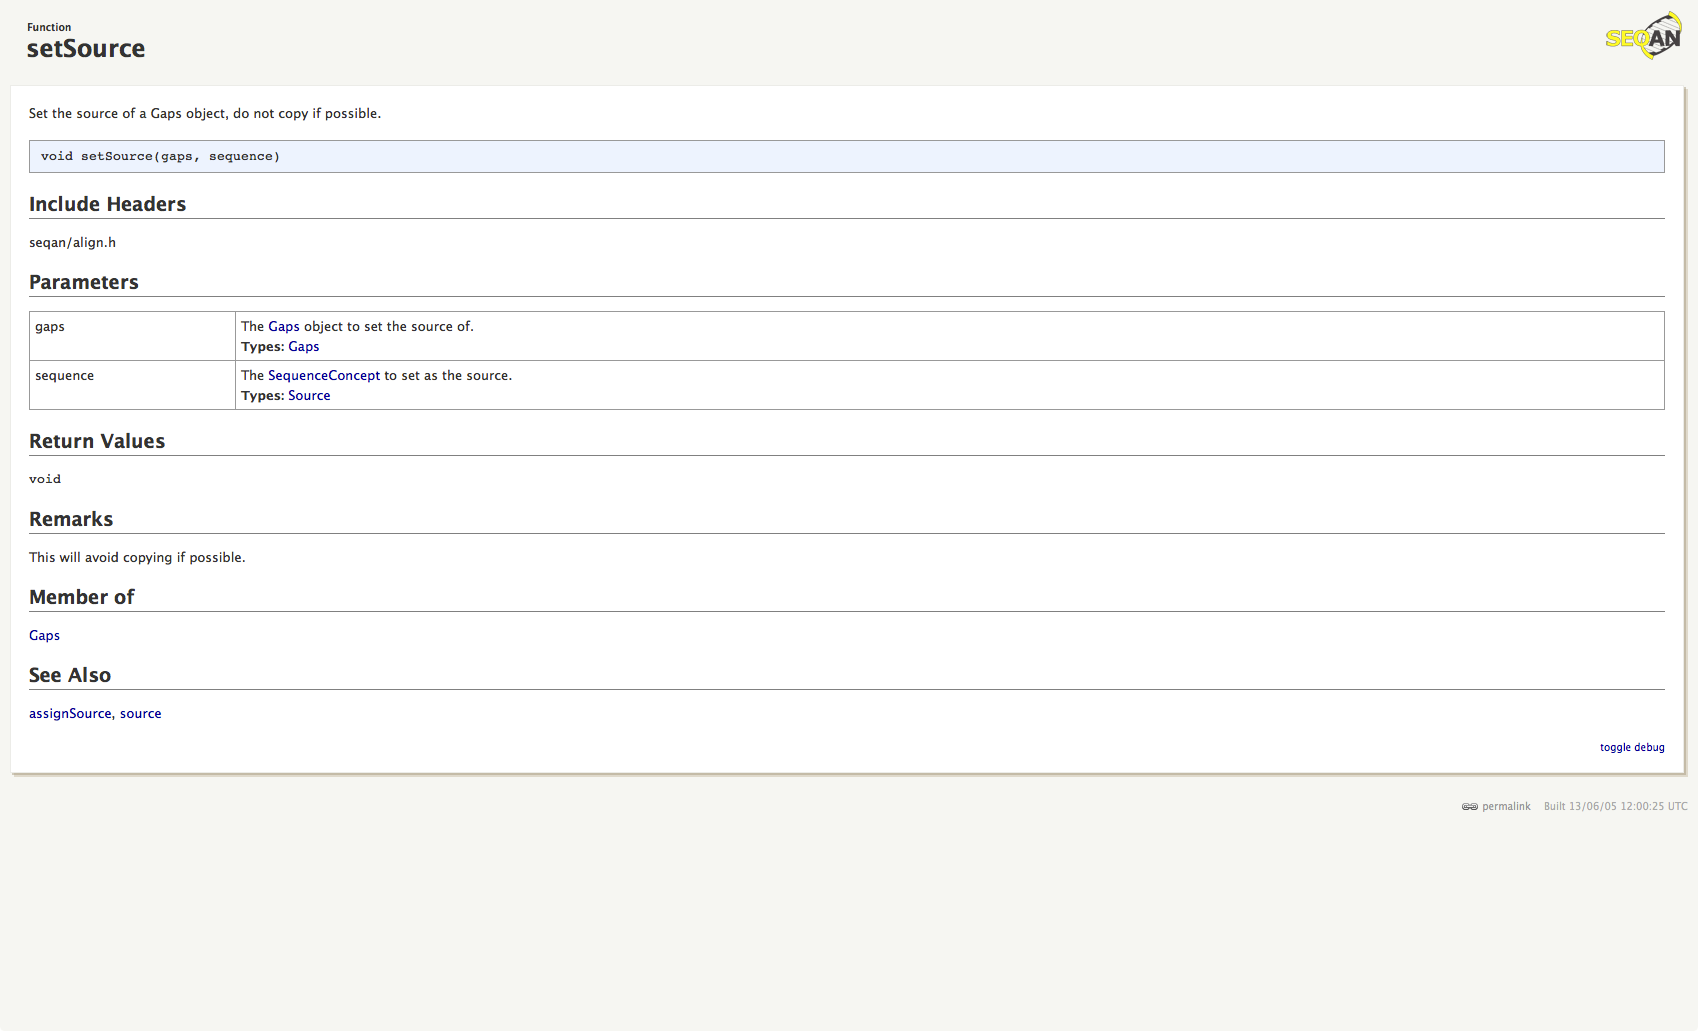 Function
setSource
SEQAN
Set the source of a Gaps object, do not copy if possible.
void setSource(gaps, sequence)
Include Headers
seqan/align.h
Parameters
gaps
The Gaps object to set the source of.
Types: Gaps
sequence
The SequenceConcept to set as the source.
Types: Source
Return Values
void
Remarks
This will avoid copying if possible.
Member of
Gaps
See Also
assignSource, source
toggle debug
permalink Built 13/06/05 12:00:25 UTC